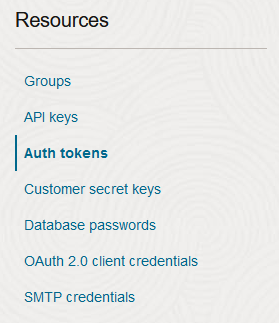 Resources
Groups
API keys
Auth tokens
Customer secret keys
Database passwords
OAuth 2.0 client credentials
SMTP credentials